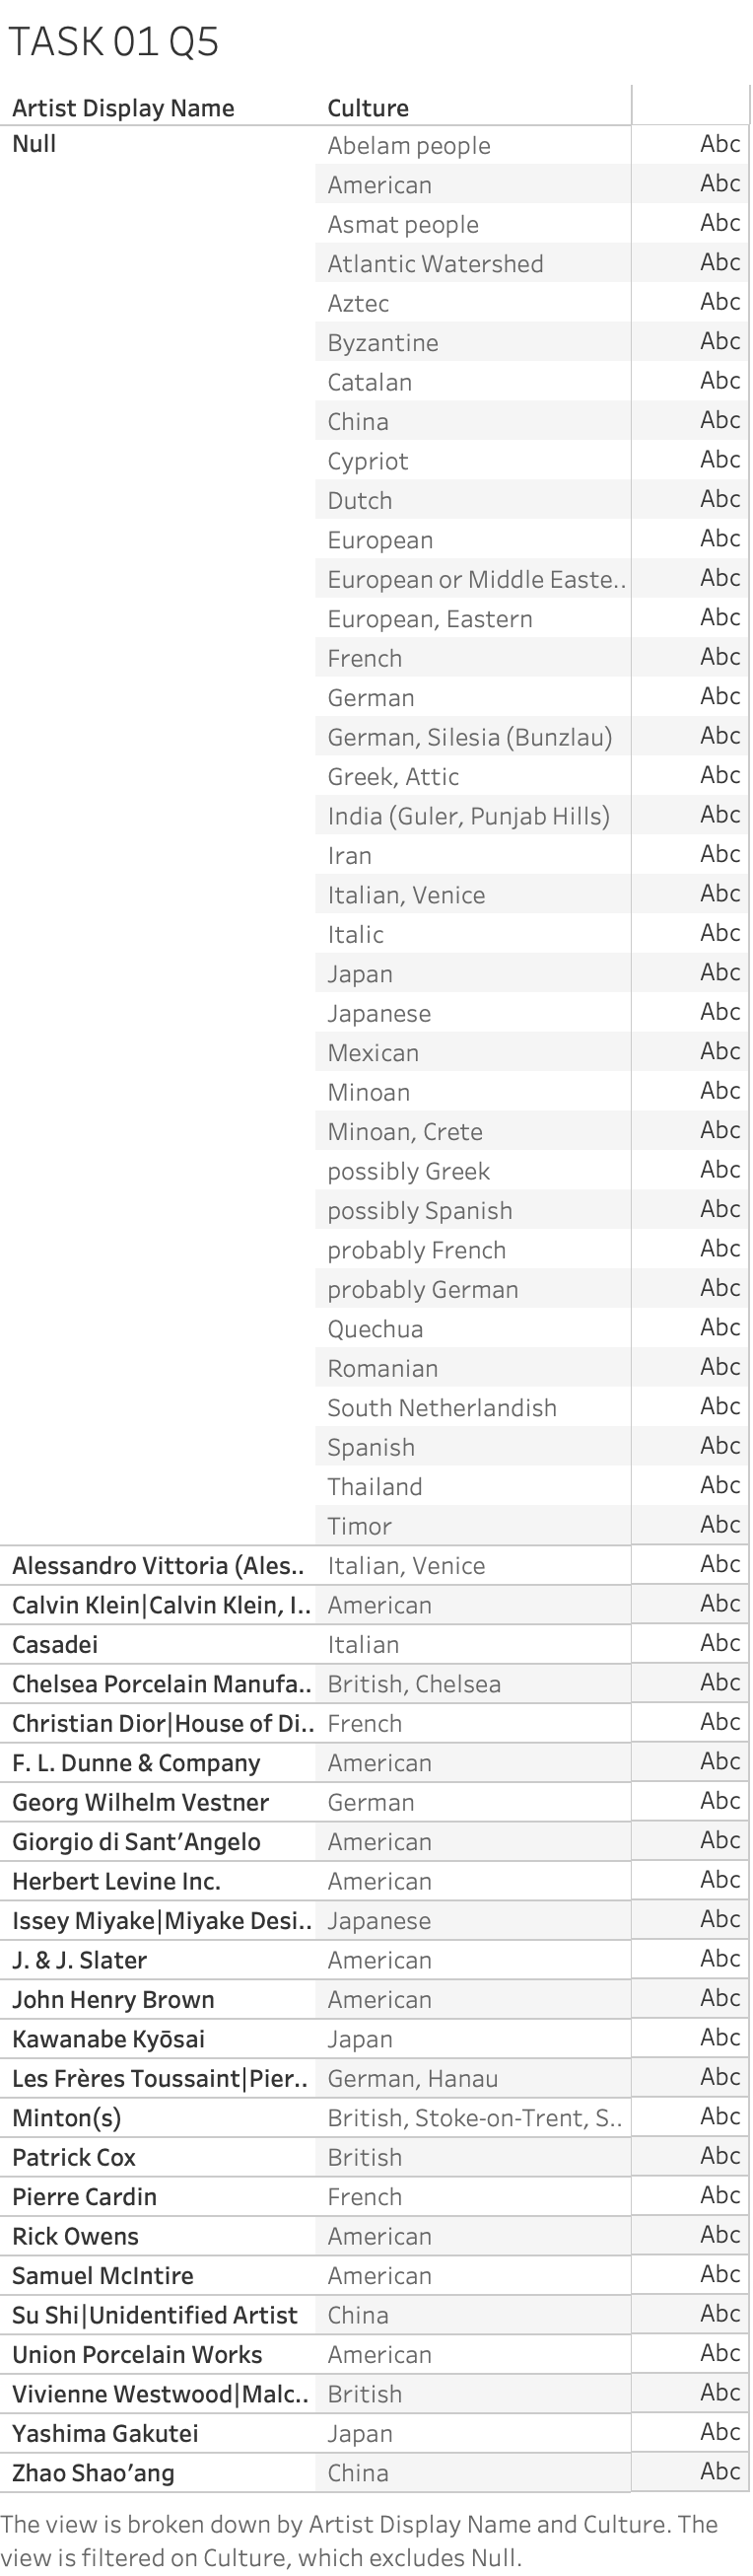 TASK 01 Q5
Artist Display Name Culture
Null Abelam people Abc
American Abc
Asmat people Abc
Atlantic Watershed Abc
Aztec Abc
Byzantine Abc
Catalan Abc
China Abc
Cypriot Abc
Dutch Abc
European Abc
European or Middle Easte.. Abc
European, Eastern Abc
French Abc
German Abc
German, Silesia (Bunzlau) Abc
Greek, Attic Abc
India (Guler, Punjab Hills) Abc
Iran Abc
Italian, Venice Abc
Italic Abc
Japan Abc
Japanese Abc
Mexican Abc
Minoan Abc
Minoan, Crete Abc
possibly Greek Abc
possibly Spanish Abc
probably French Abc
probably German Abc
Quechua Abc
Romanian Abc
South Netherlandish Abc
Spanish Abc
Thailand Abc
Timor Abc
Alessandro Vittoria (Ales.. Italian, Venice Abc
Calvin Klein|Calvin Klein, I.. American Abc
Casadei Italian Abc
Chelsea Porcelain Manufa.. British, Chelsea Abc
Christian Dior|House of Di.. French Abc
F. L. Dunne & Company American Abc
Georg Wilhelm Vestner German Abc
Giorgio di Sant’Angelo American Abc
Herbert Levine Inc. American Abc
Issey Miyake|Miyake Desi.. Japanese Abc
J. & J. Slater American Abc
John Henry Brown American Abc
Kawanabe Kyōsai Japan Abc
Les Frères Toussaint|Pier.. German, Hanau Abc
Minton(s) British, Stoke-on-Trent, S.. Abc
Patrick Cox British Abc
Pierre Cardin French Abc
Rick Owens American Abc
Samuel McIntire American Abc
Su Shi|Unidentified Artist China Abc
Union Porcelain Works American Abc
Vivienne Westwood|Malc.. British Abc
Yashima Gakutei Japan Abc
Zhao Shao’ang China Abc
The view is broken down by Artist Display Name and Culture. The
view is filtered on Culture, which excludes Null.